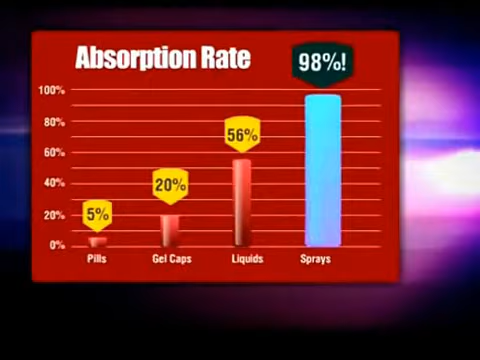 Absorption Rate
98%!
100%
80%
56%
60%
40%
20%
5%
20%
0%
Pills
Gel Caps
Liquids
Sprays